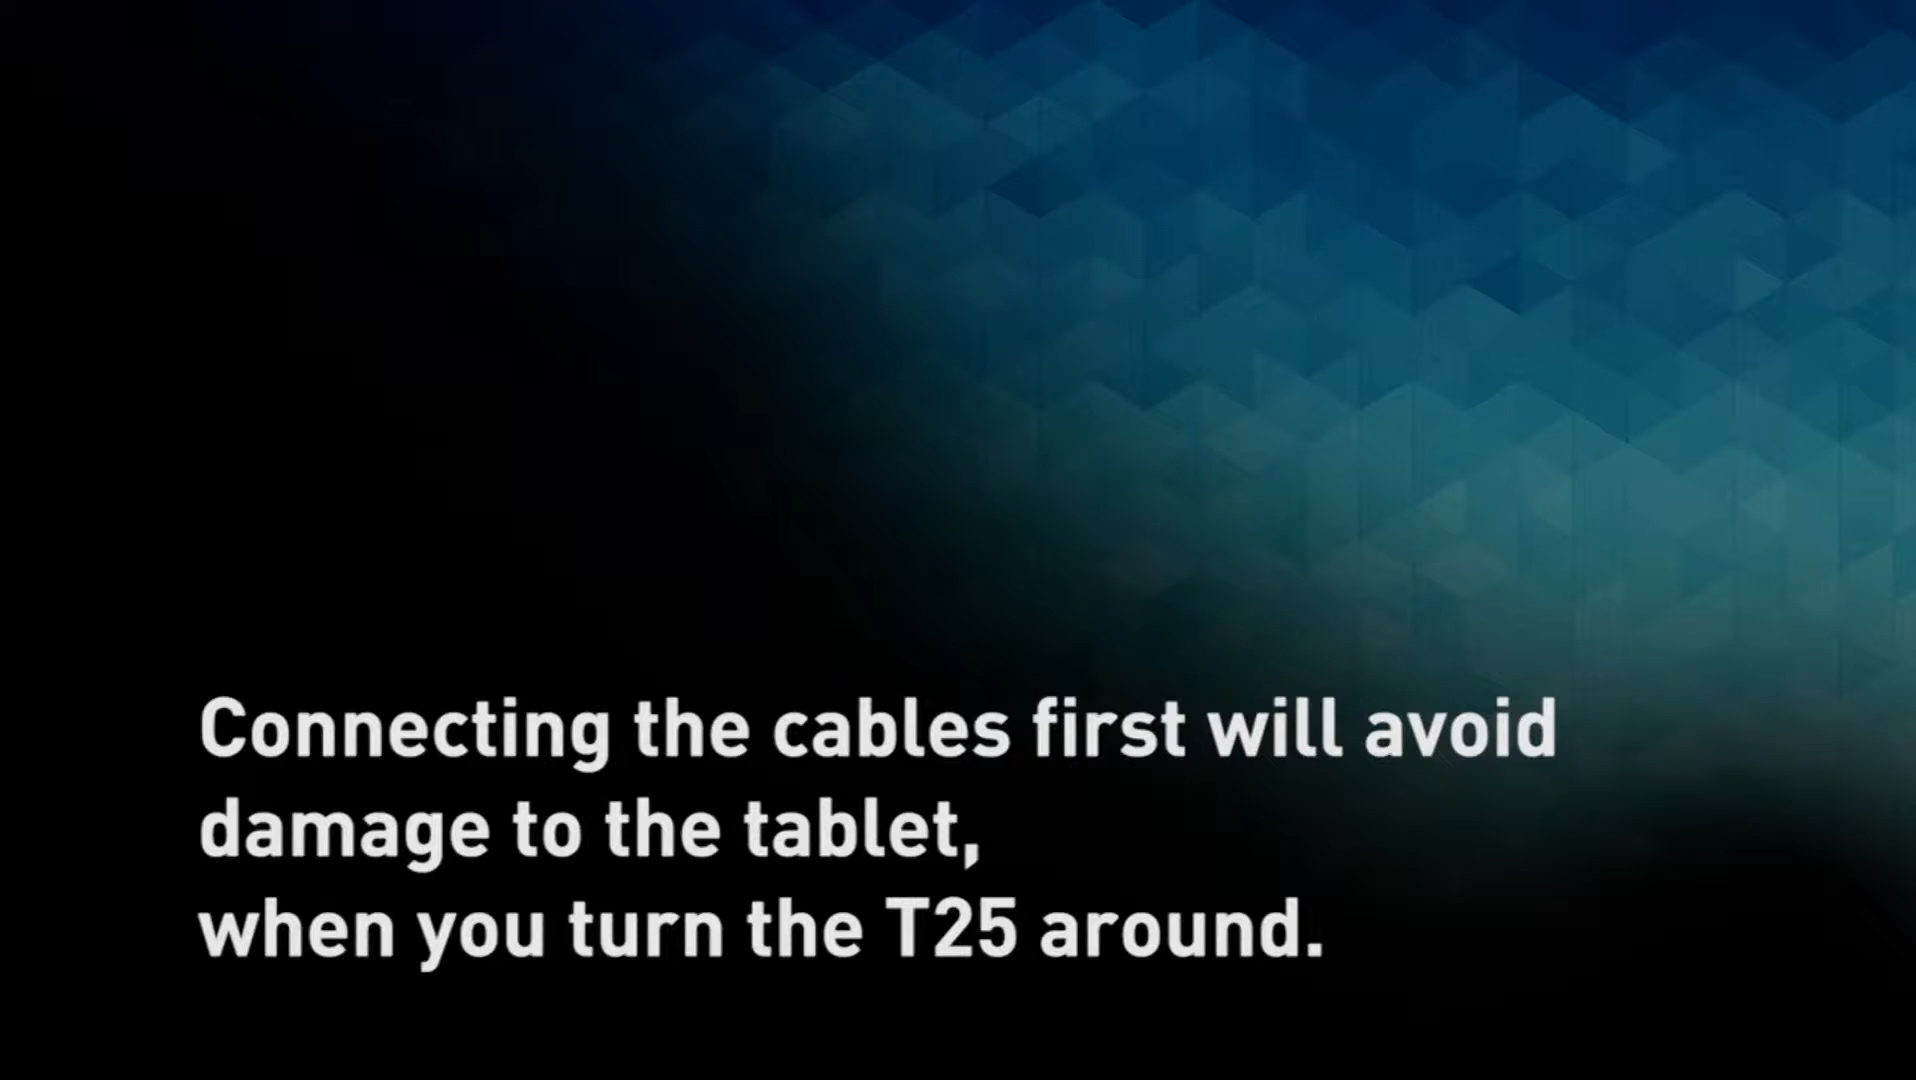 Connecting the cables first will avoid
damage to the tablet,
when you turn the T25 around.